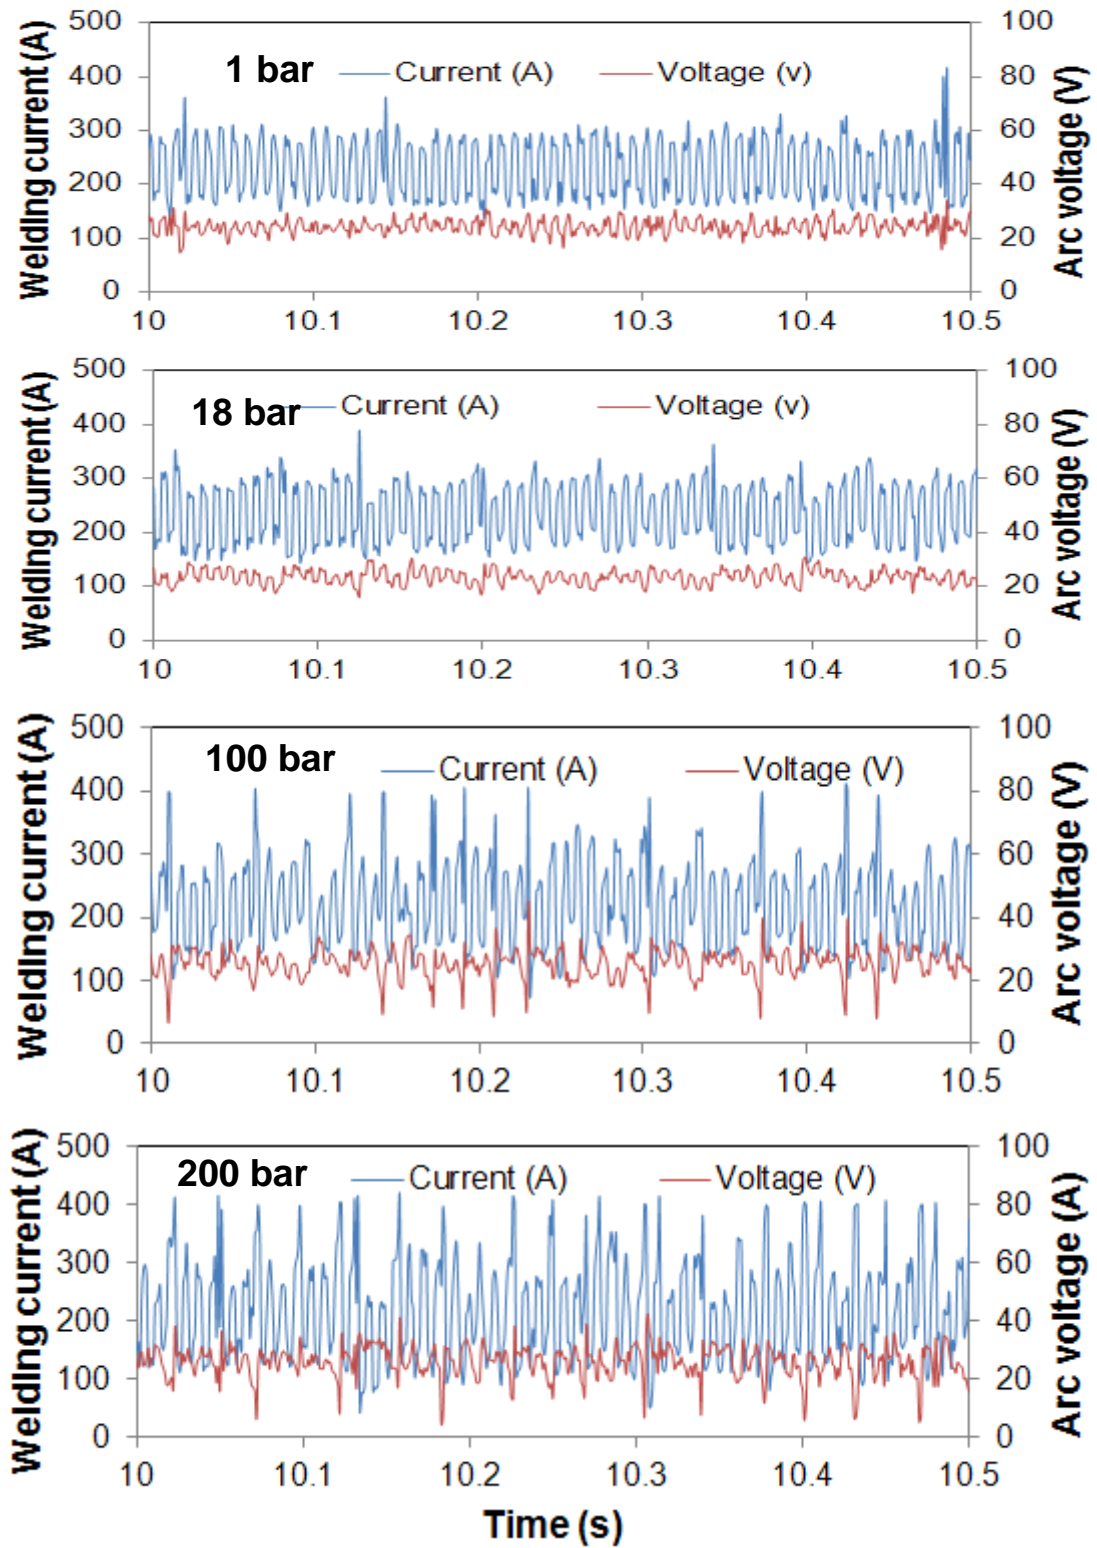 500 100
1 bar Current (A) Voltage (v)
400 80
300 60
200 40
100 20
0 0
10 10.1 10.2 10.3 10.4 10.5
Welding current (A)
Arc voltage (V)
500 100
18 bar Current (A) Voltage (v)
400 80
300 60
200 40
100 20
0 0
10 10.1 10.2 10.3 10.4 10.5
Welding current (A)
Arc voltage (V)
500 100
100 bar Current (A) Voltage (V)
400 80
300 60
200 40
100 20
0 0
10 10.1 10.2 10.3 10.4 10.5
Welding current (A)
Arc voltage (V)
500 100
200 bar Current (A) Voltage (V)
400 80
300 60
200 40
100 20
0 0
10 10.1 10.2 10.3 10.4 10.5
Welding current (A)
Arc voltage (A)
Time (s)